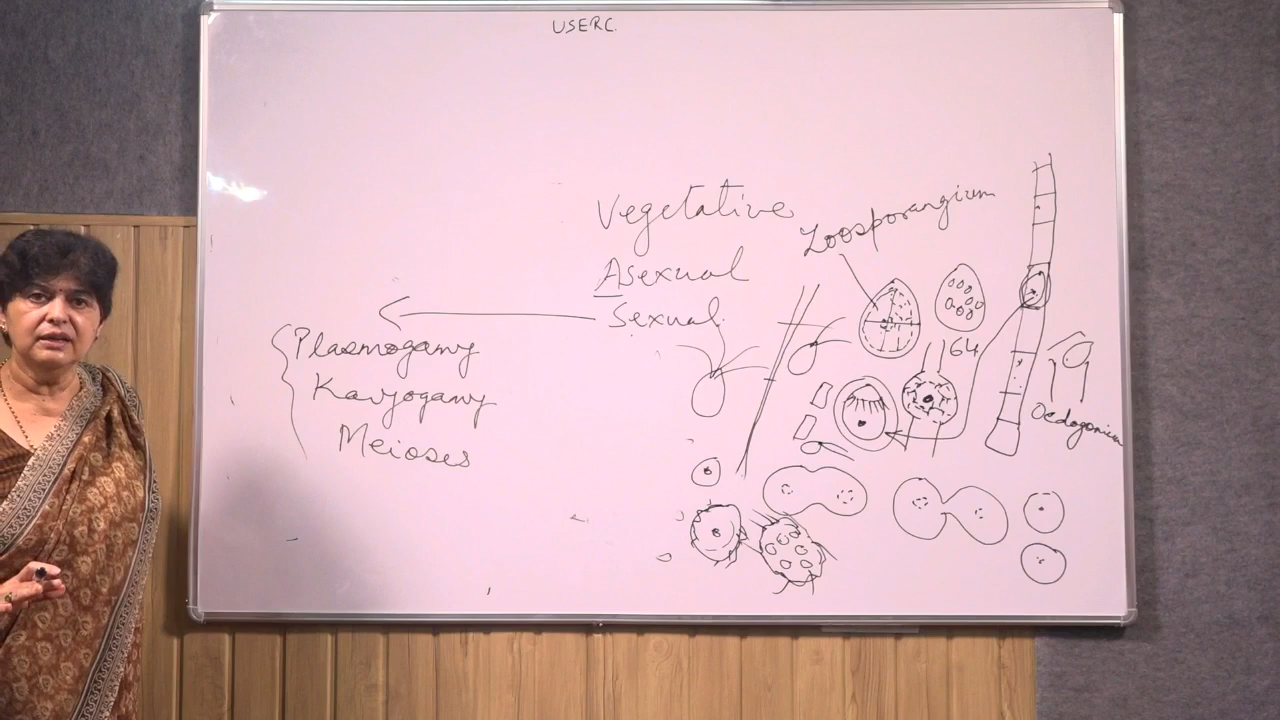 USERC.
Vegetative
Zoosporangium
Asexual
Sexual
Plasmogamy
Karyogamy
Meioses
64
Oedogonium